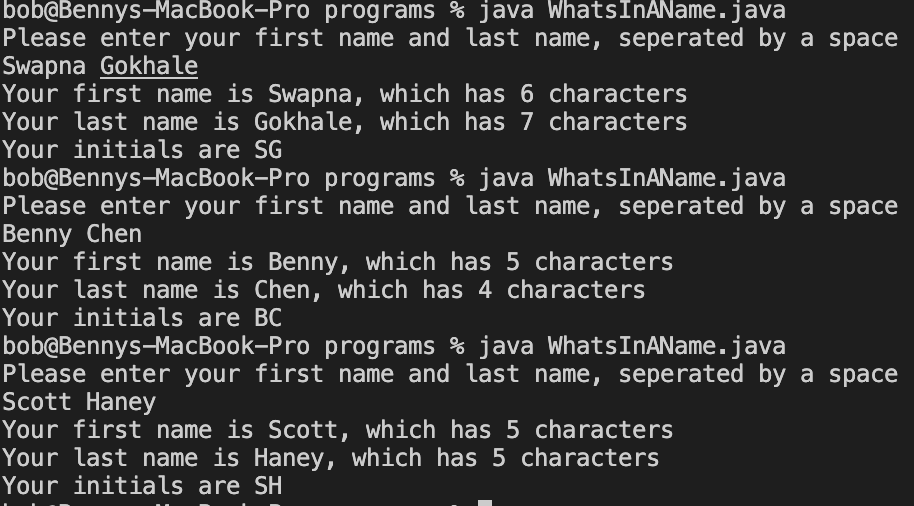 bob@Bennys-MacBook-Pro programs % java WhatsInAName.java
Please enter your first name and last name, seperated by a space
Swapna Gokhale
Your first name is Swapna, which has 6 characters
Your last name is Gokhale, which has 7 characters
Your initials are SG
bob@Bennys-MacBook-Pro programs % java WhatsInAName.java
Please enter your first name and last name, seperated by a space
Benny Chen
Your first name is Benny, which has 5 characters
Your last name is Chen, which has 4 characters
Your initials are BC
bob@Bennys-MacBook-Pro programs % java WhatsInAName.java
Please enter your first name and last name, seperated by a space
Scott Haney
Your first name is Scott, which has 5 characters
Your last name is Haney, which has 5 characters
Your initials are SH